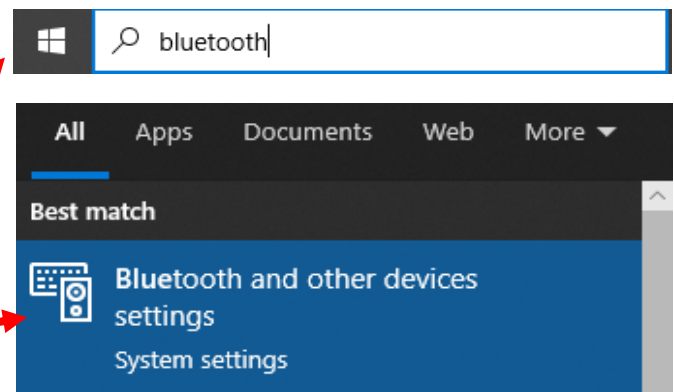 bluetooth
All Apps Documents Web More
Best match
Bluetooth and other devices
settings
System settings